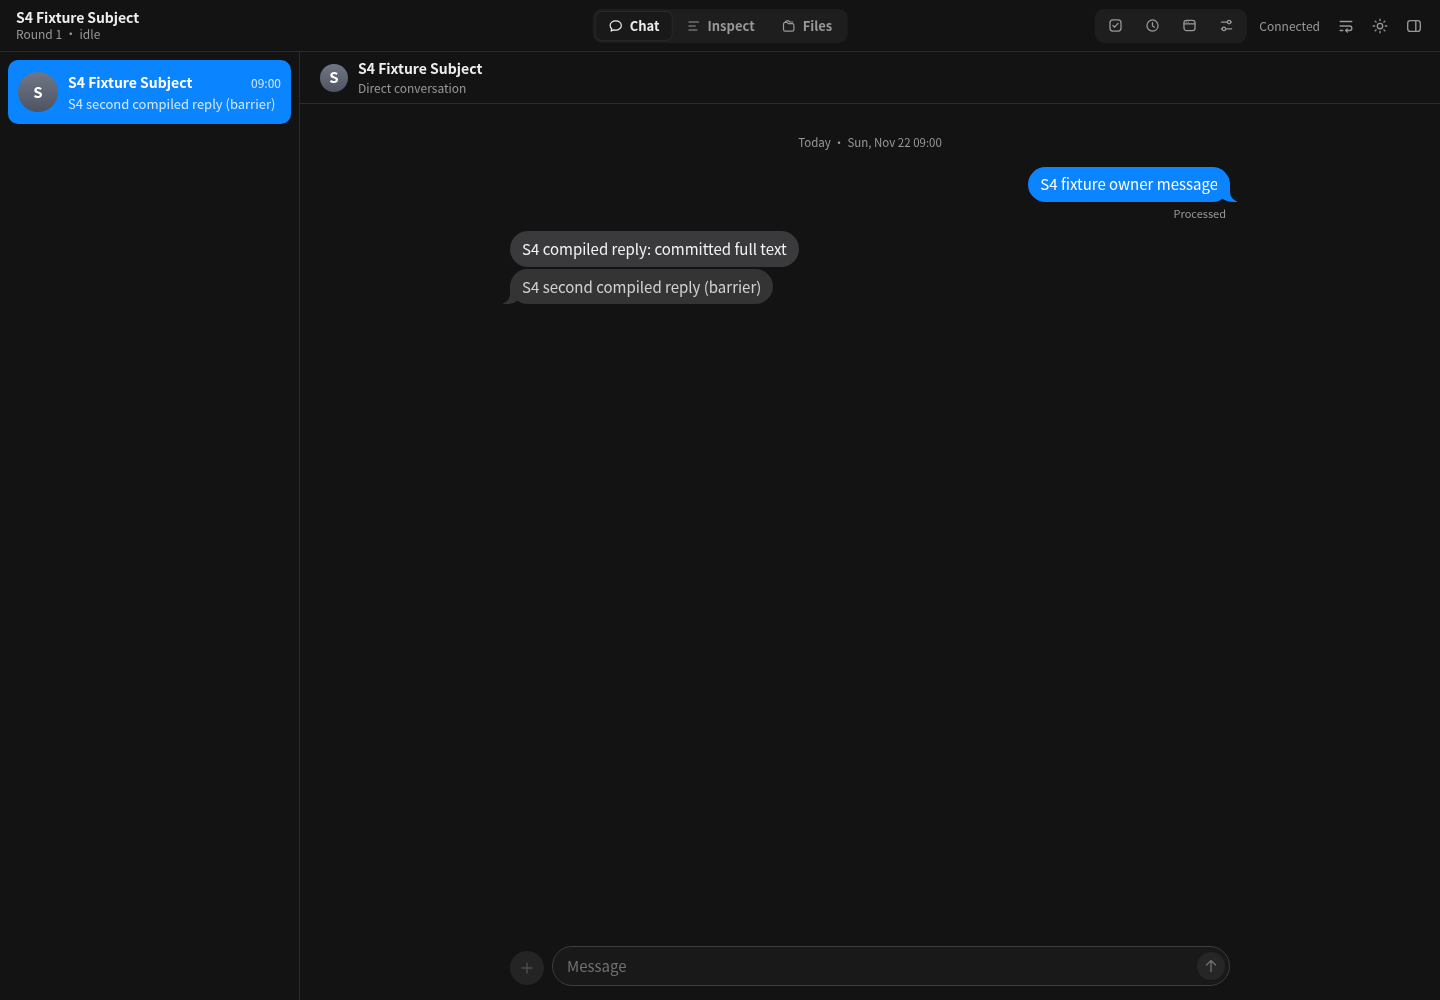 S4 Fixture Subject
Round 1 • idle
Chat
Inspect
Files
Connected
S
S4 Fixture Subject
09:00
S4 second compiled reply (barrier)
S
S4 Fixture Subject
Direct conversation
Today • Sun, Nov 22 09:00
S4 fixture owner message
Processed
S4 compiled reply: committed full text
S4 second compiled reply (barrier)
Message